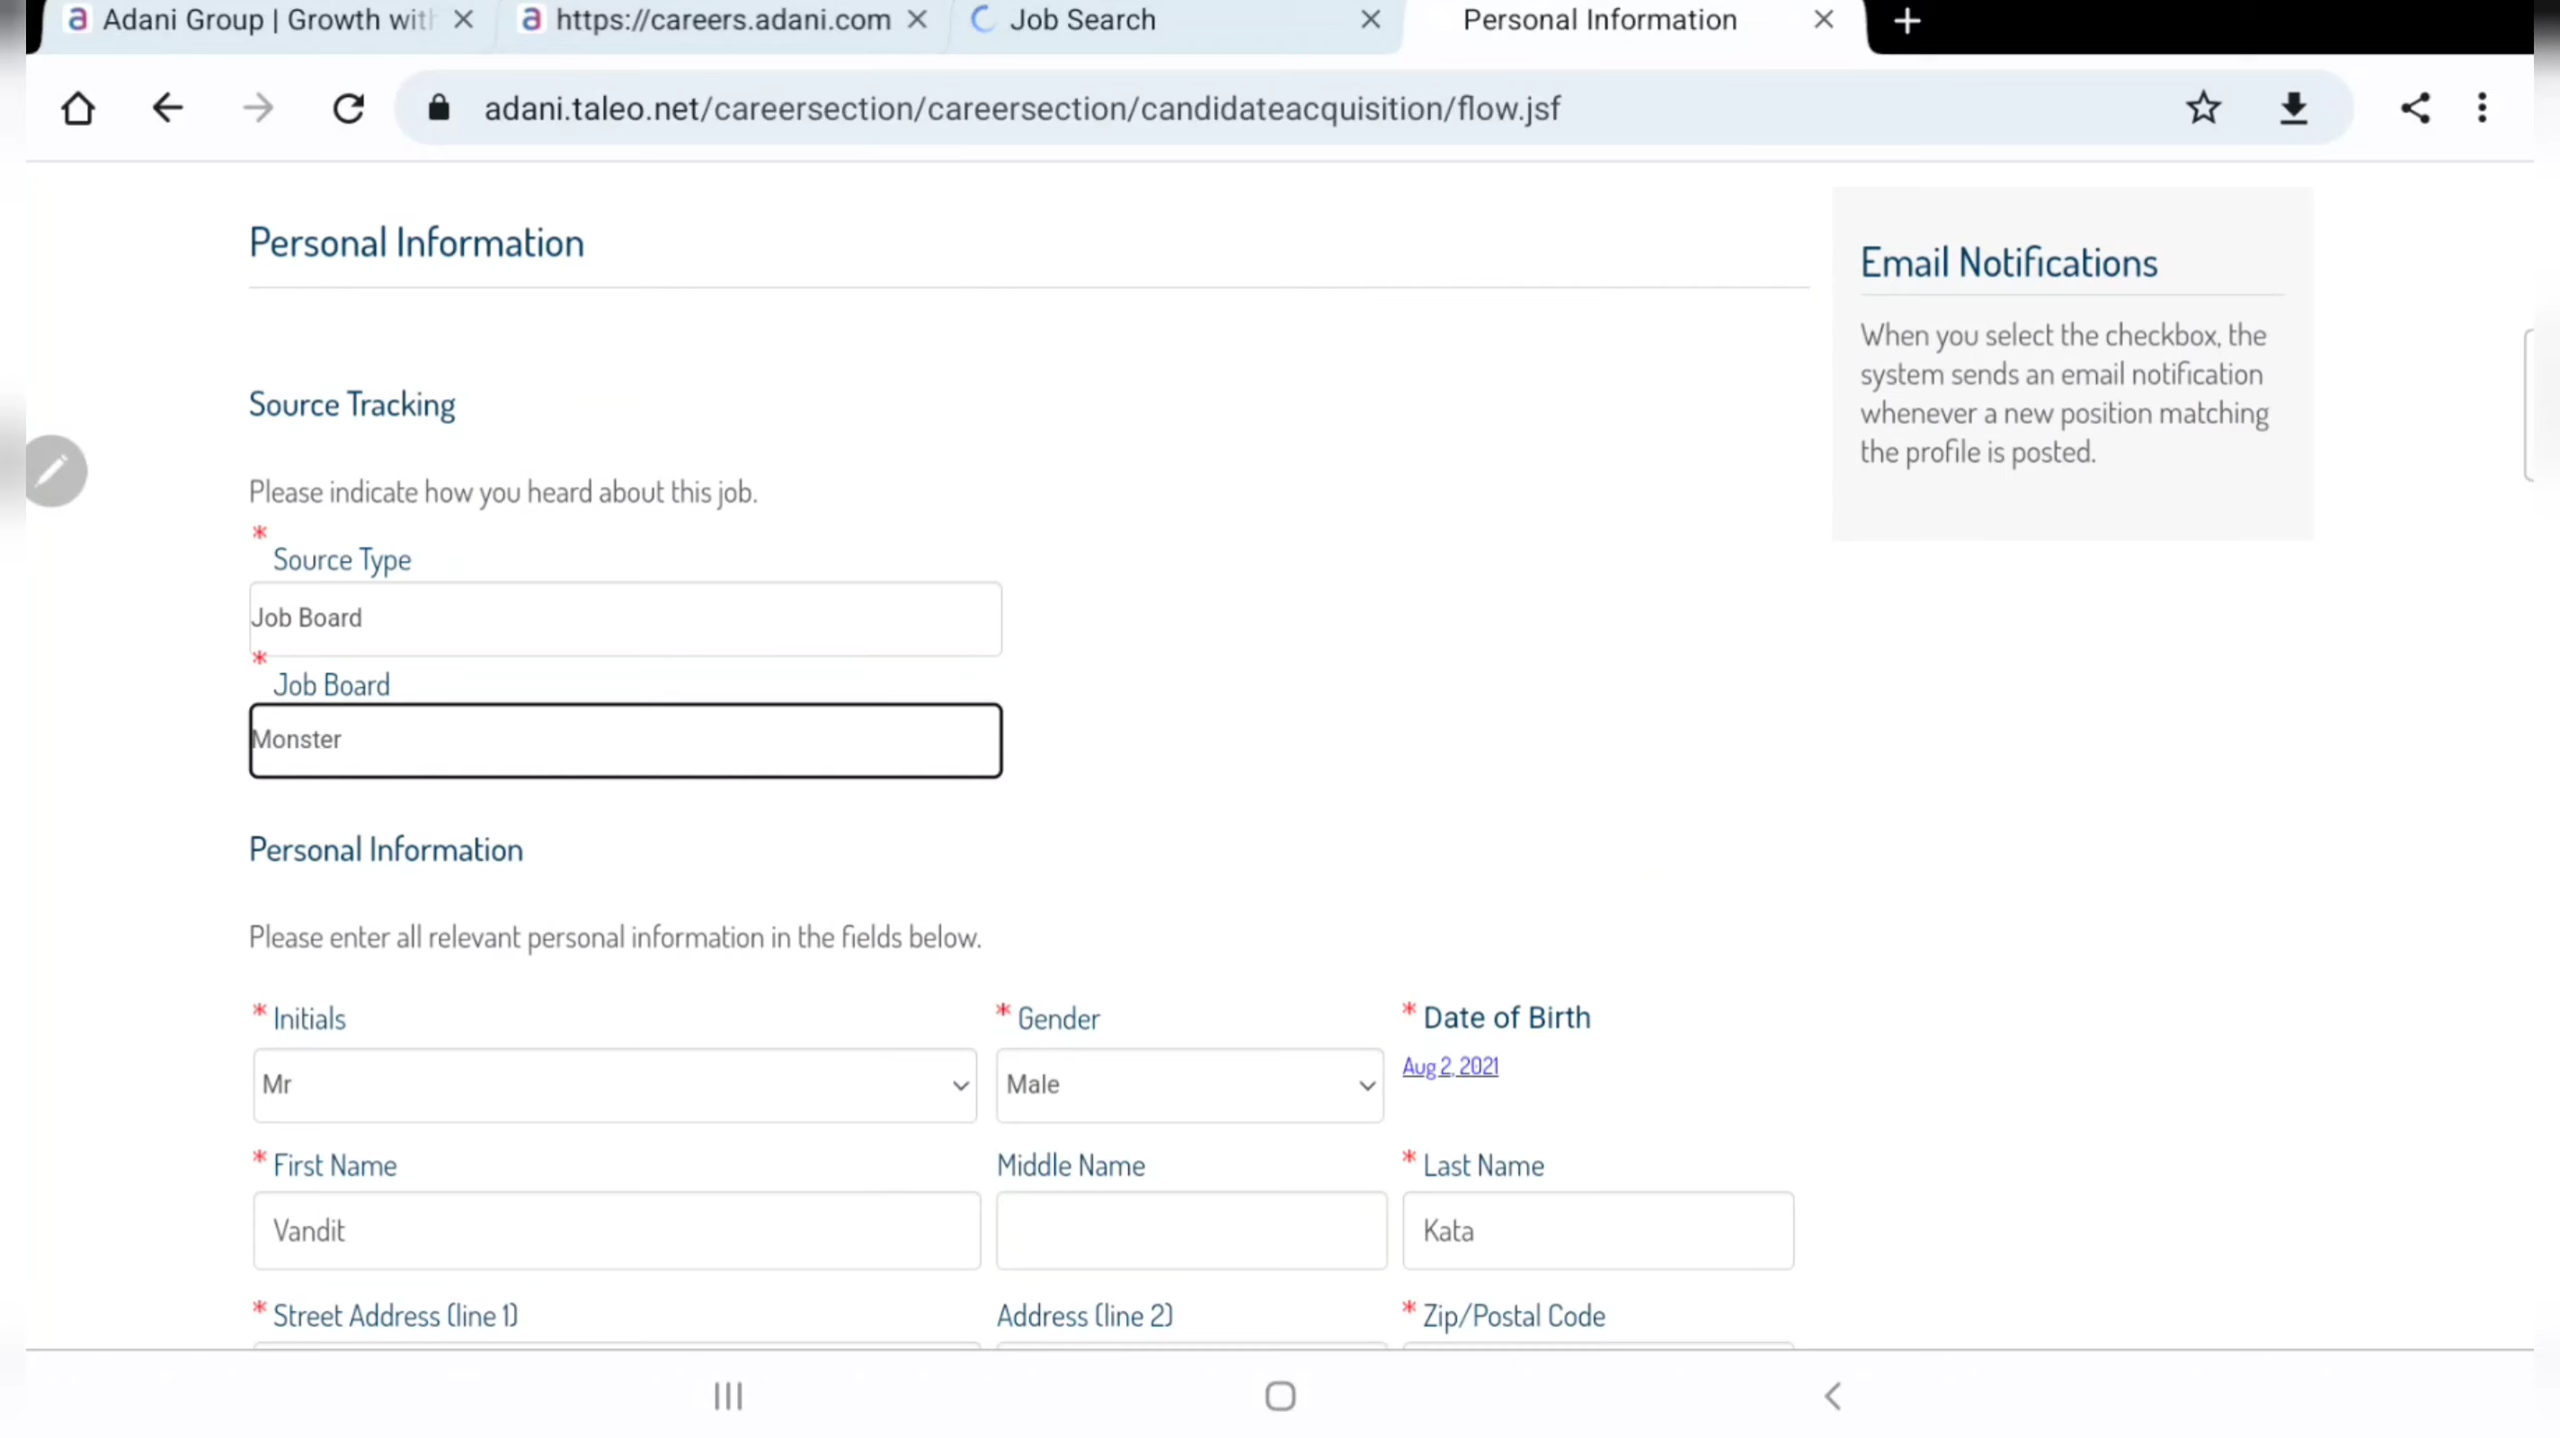 Adani Group | Growth with
https://careers.adani.com
Job Search
Personal Information
adani.taleo.net/careersection/careersection/candidateacquisition/flow.jsf
Personal Information
Source Tracking
Please indicate how you heard about this job.
* Source Type
Job Board
* Job Board
Monster
Personal Information
Please enter all relevant personal information in the fields below.
* Initials * Gender * Date of Birth
Mr Male Aug 2, 2021
* First Name Middle Name * Last Name
Vandit Kata
* Street Address (line 1) Address (line 2) * Zip/Postal Code
Email Notifications
When you select the checkbox, the
system sends an email notification
whenever a new position matching
the profile is posted.